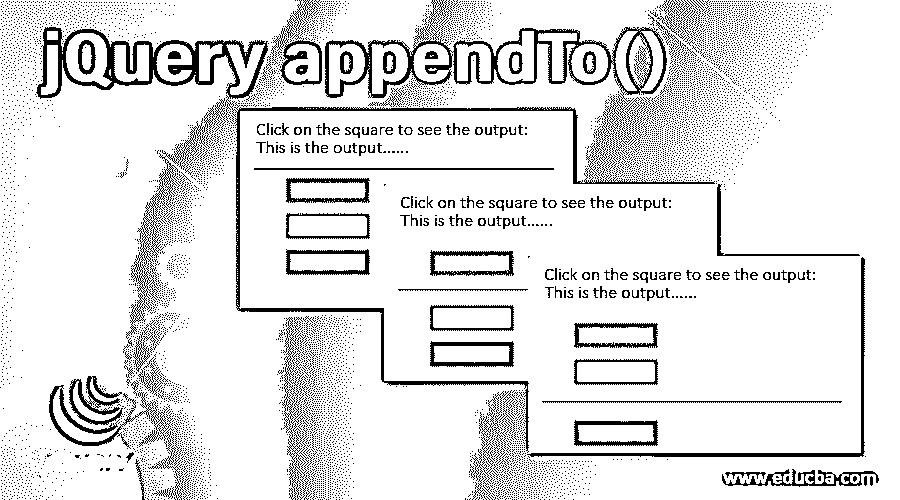 jQuery appendTo()
Click on the square to see the output:
This is the output......
Click on the square to see the output:
This is the output......
Click on the square to see the output:
This is the output......
www.educba.com